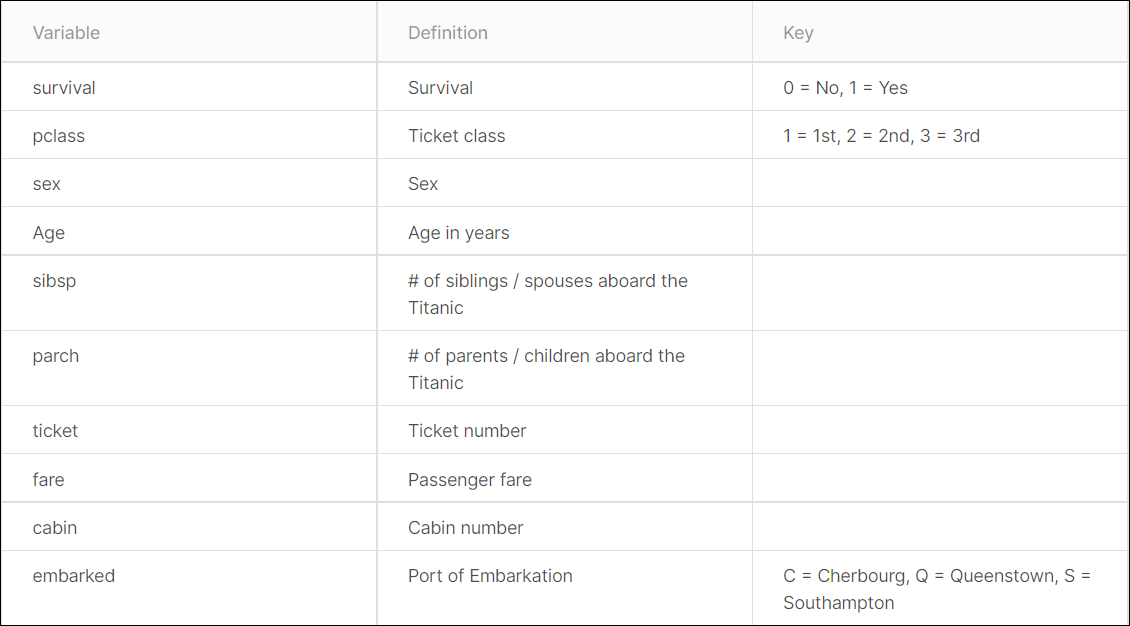 Variable Definition Key
survival Survival 0 = No, 1 = Yes
pclass Ticket class 1 = 1st, 2 = 2nd, 3 = 3rd
sex Sex
Age Age in years
sibsp # of siblings / spouses aboard the
Titanic
parch # of parents / children aboard the
Titanic
ticket Ticket number
fare Passenger fare
cabin Cabin number
embarked Port of Embarkation C = Cherbourg, Q = Queenstown, S =
Southampton